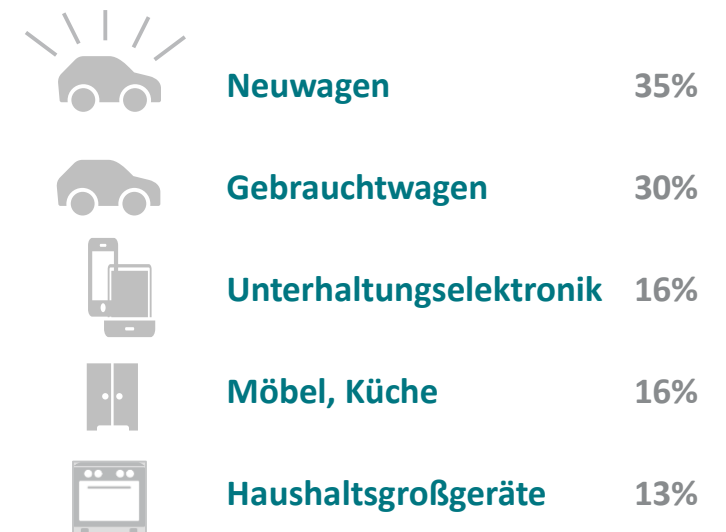 Neuwagen 35%
Gebrauchtwagen 30%
Unterhaltungselektronik 16%
Möbel, Küche 16%
Haushaltsgroßgeräte 13%